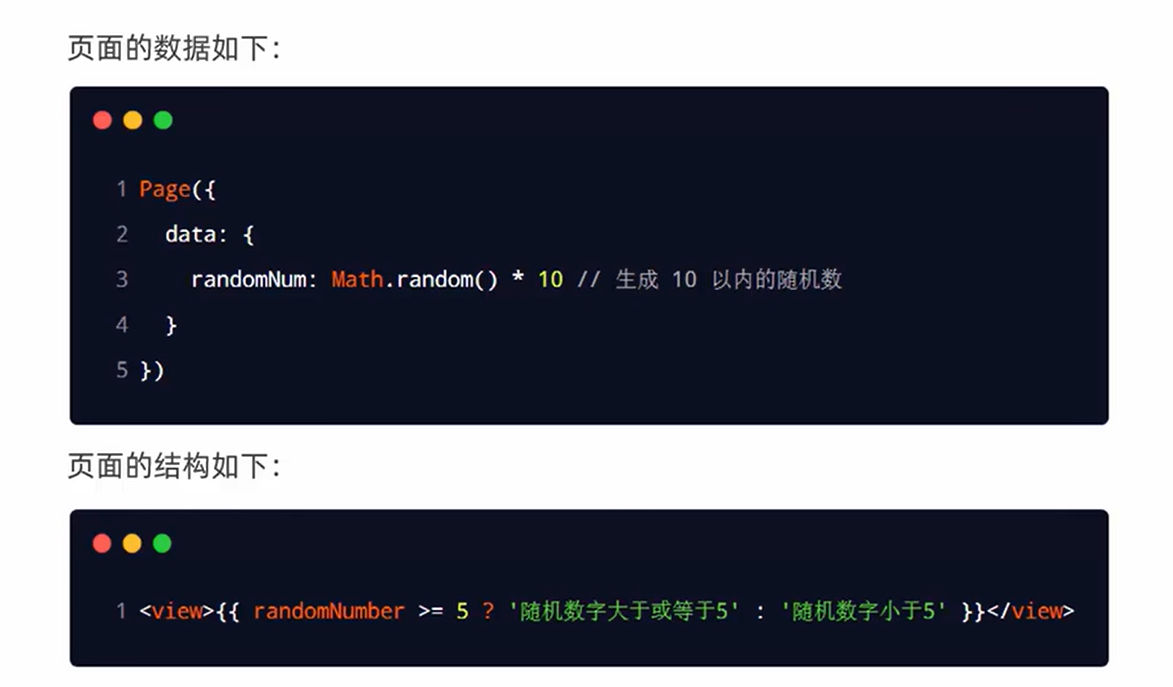 页面的数据如下：
1 Page({
2   data: {
3     randomNum: Math.random() * 10 // 生成 10 以内的随机数
4   }
5 })
页面的结构如下：
1 <view>{{ randomNumber >= 5 ? '随机数字大于或等于5' : '随机数字小于5' }}</view>